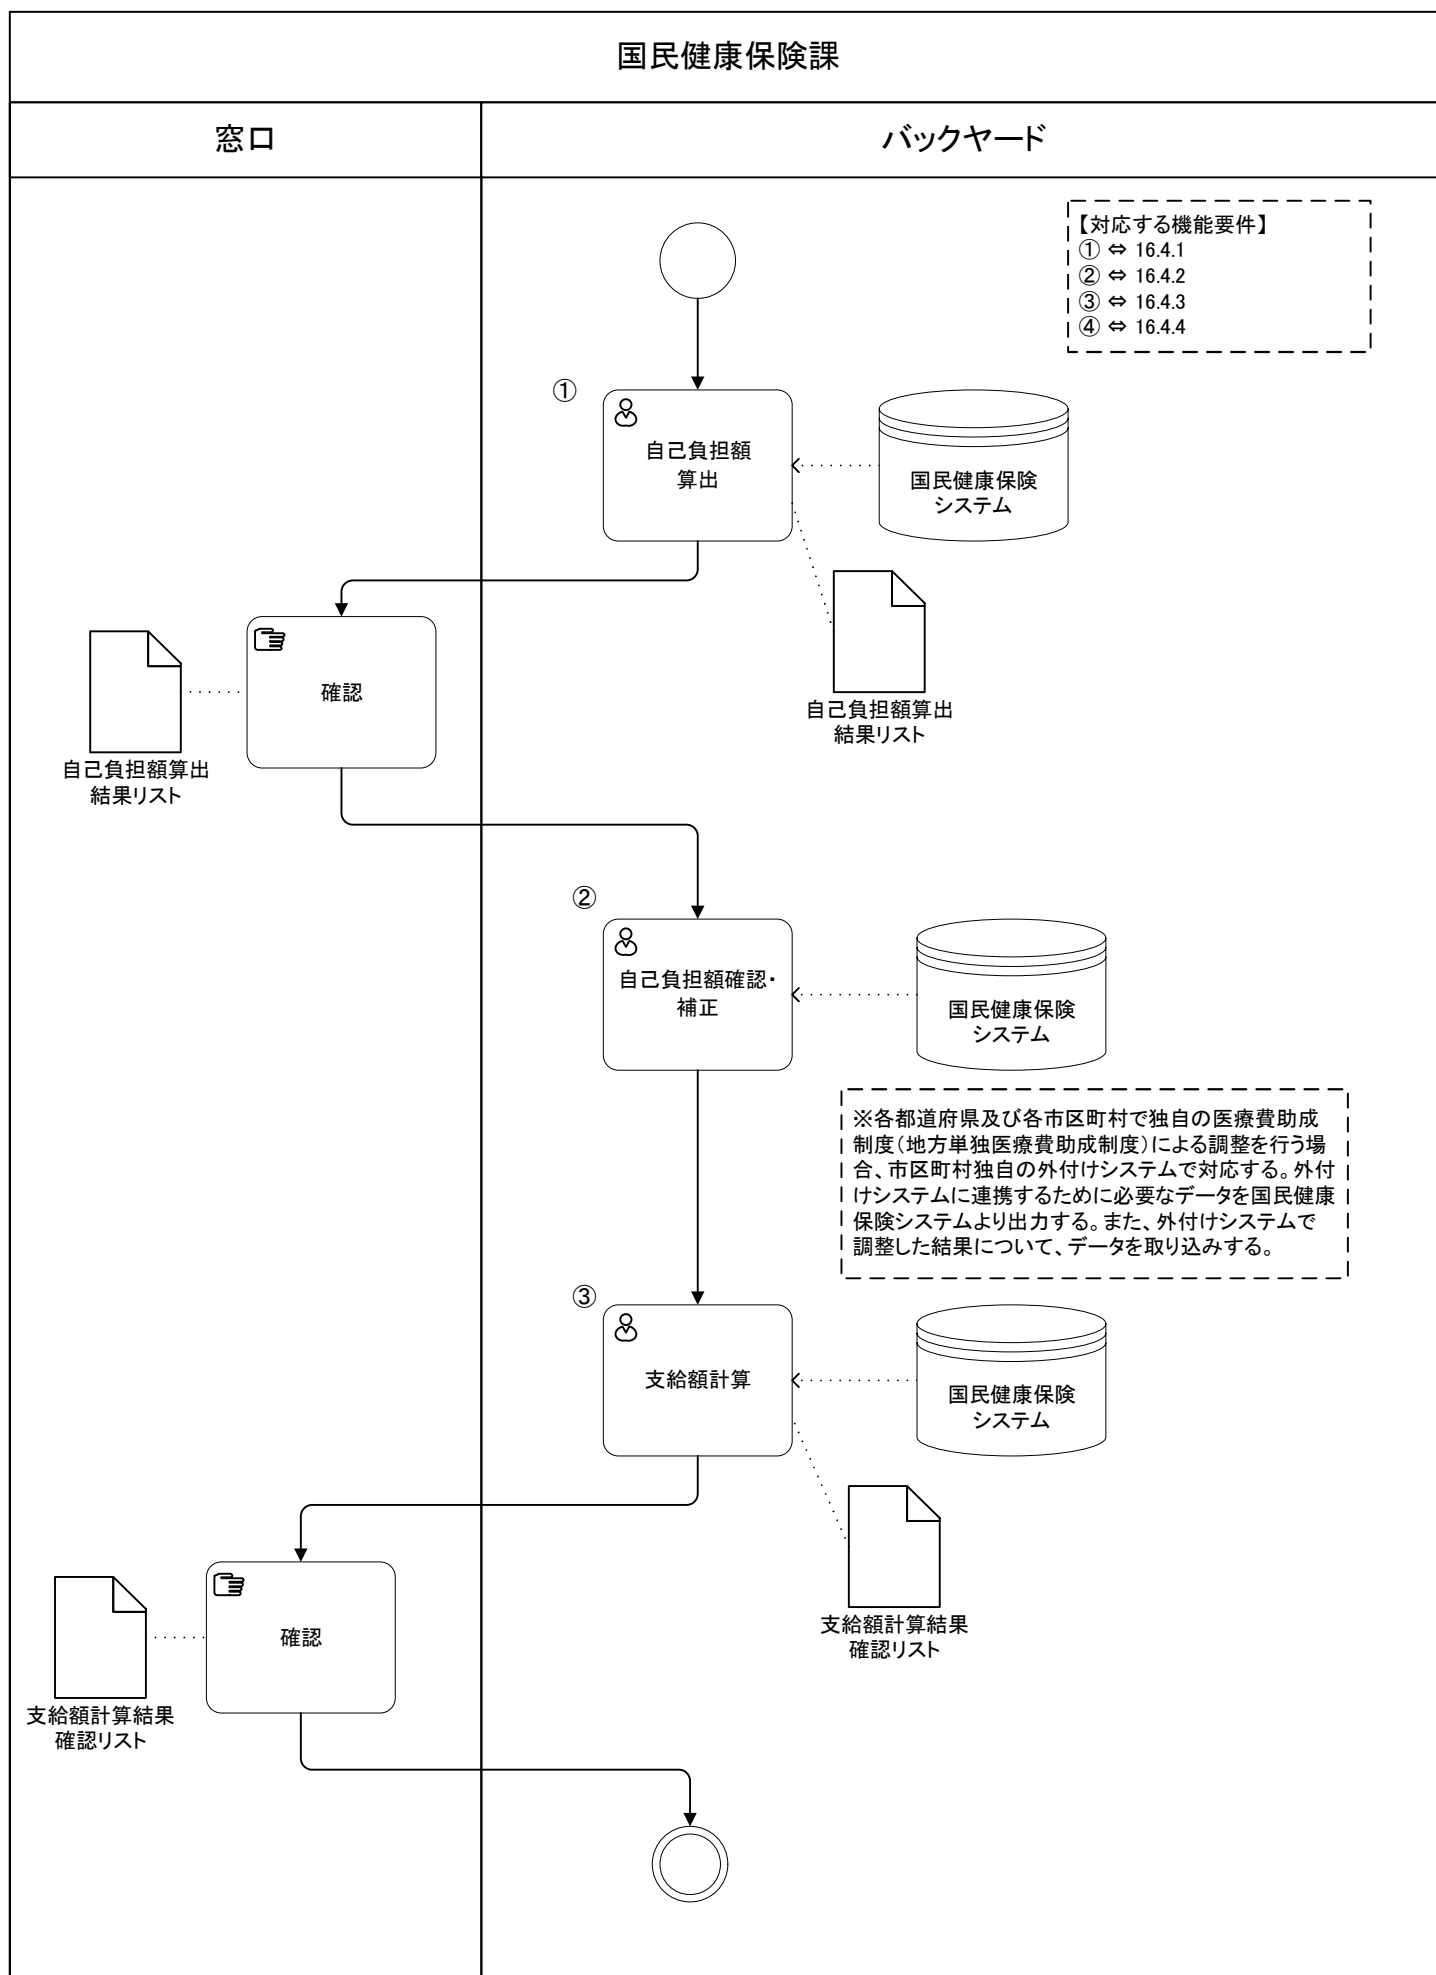 国民健康保険課
窓口
バックヤード
【対応する機能要件】
① ⇔ 16.4.1
② ⇔ 16.4.2
③ ⇔ 16.4.3
④ ⇔ 16.4.4
①
自己負担額
算出
国民健康保険
システム
自己負担額算出
結果リスト
確認
自己負担額算出
結果リスト
②
自己負担額確認・
補正
国民健康保険
システム
※各都道府県及び各市区町村で独自の医療費助成
制度（地方単独医療費助成制度）による調整を行う場
合、市区町村独自の外付けシステムで対応する。外付
けシステムに連携するために必要なデータを国民健康
保険システムより出力する。また、外付けシステムで
調整した結果について、データを取り込みする。
③
支給額計算
国民健康保険
システム
支給額計算結果
確認リスト
確認
支給額計算結果
確認リスト